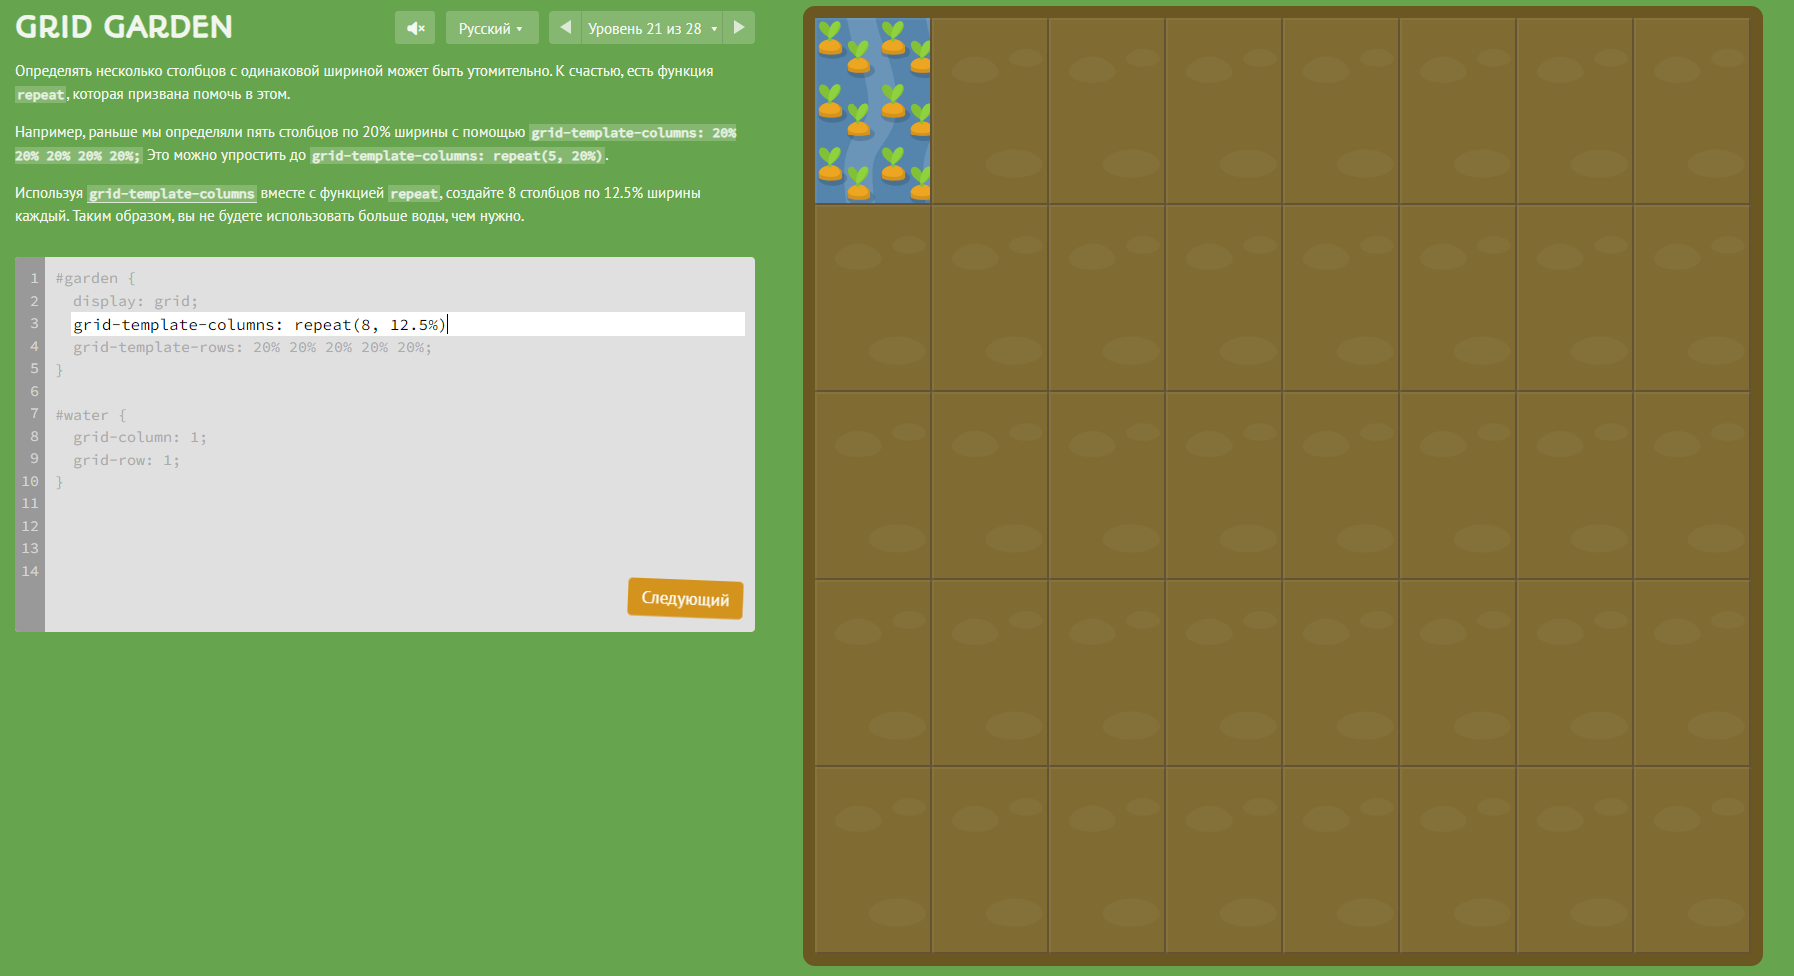 GRID GARDEN
Русский
Уровень 21 из 28
Определять несколько столбцов с одинаковой шириной может быть утомительно. К счастью, есть функция
repeat, которая призвана помочь в этом.
Например, раньше мы определяли пять столбцов по 20% ширины с помощью grid-template-columns: 20%
20% 20% 20% 20%; Это можно упростить до grid-template-columns: repeat(5, 20%).
Используя grid-template-columns вместе с функцией repeat, создайте 8 столбцов по 12.5% ширины
каждый. Таким образом, вы не будете использовать больше воды, чем нужно.
1 #garden {
2 display: grid;
3 grid-template-columns: repeat(8, 12.5%)
4 grid-template-rows: 20% 20% 20% 20% 20%;
5 }
6
7 #water {
8 grid-column: 1;
9 grid-row: 1;
10 }
11
12
13
14
Следующий